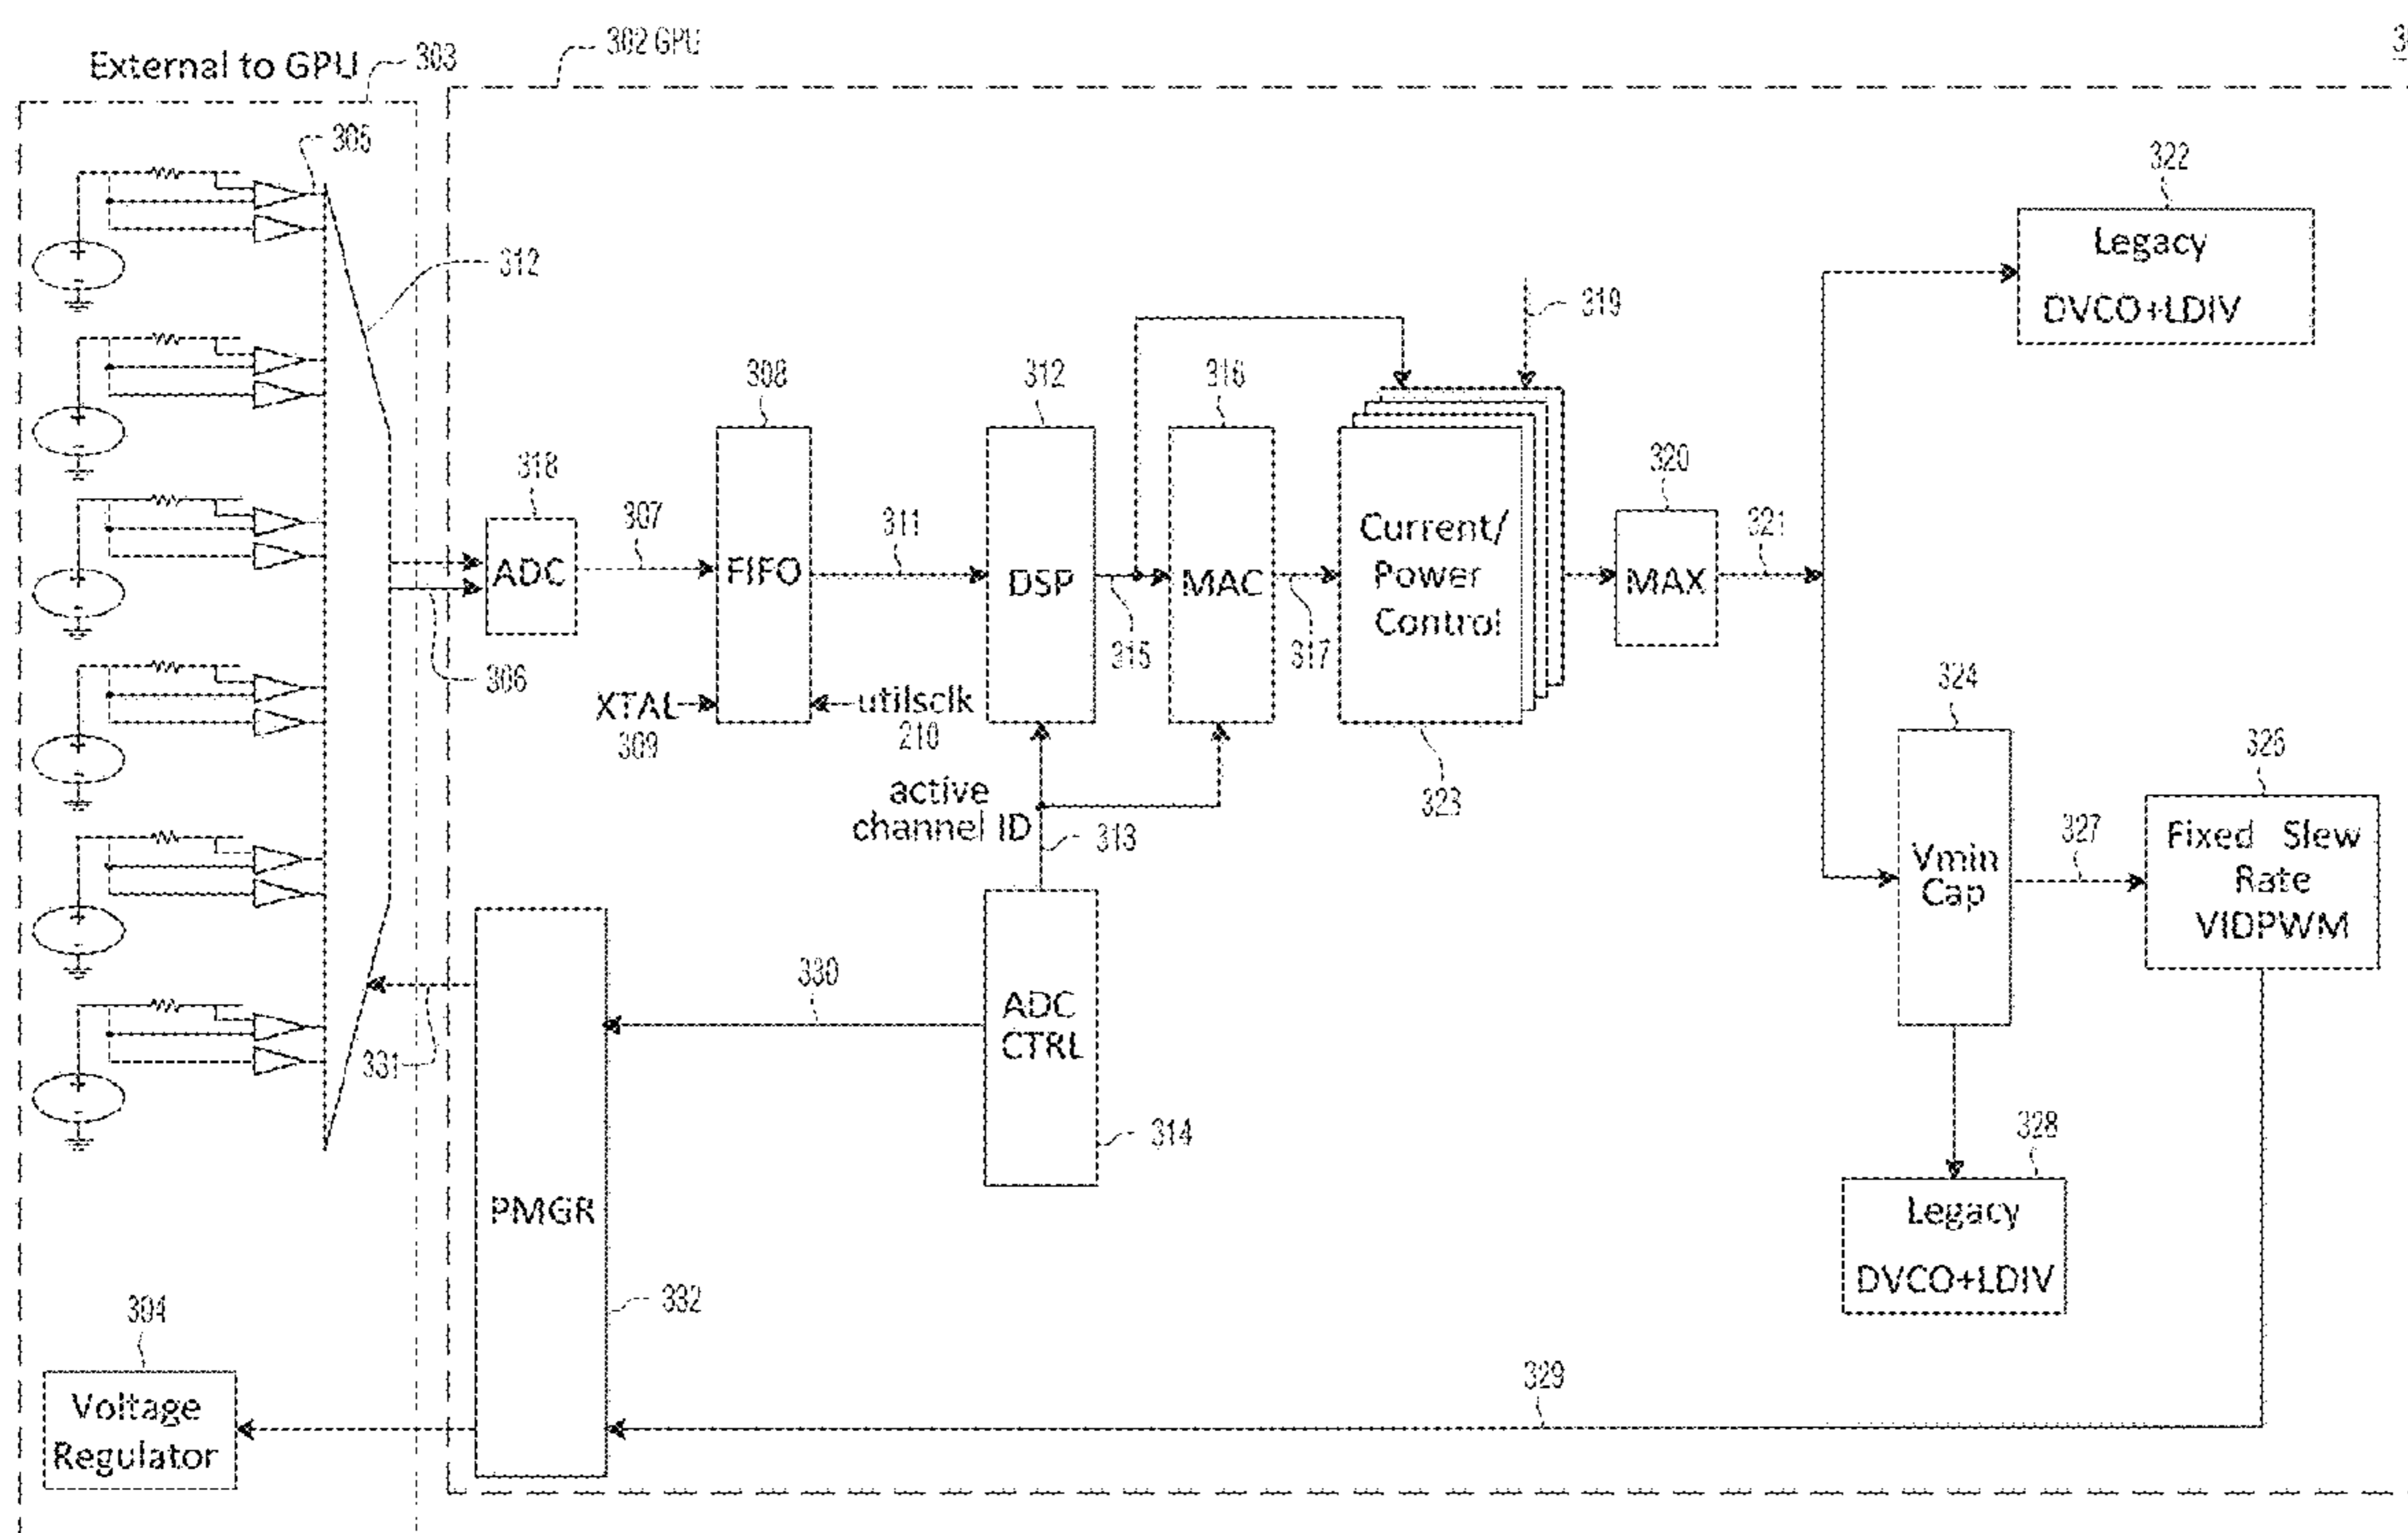 302 GPU
External to GPU
303
305
322
Legacy
DVCO+LDIV
312
319
308
312
316
318
320
307
311
321
Current/
Power
Control
ADC
FIFO
DSP
MAC
MAX
315
317
306
324
XTAL
309
utilsclk
210
326
active
channel ID
323
313
327
Vmin
Cap
Fixed Slew
Rate
VIDPWM
330
ADC
CTRL
331
314
328
PMGR
Legacy
DVCO+LDIV
332
304
329
Voltage
Regulator